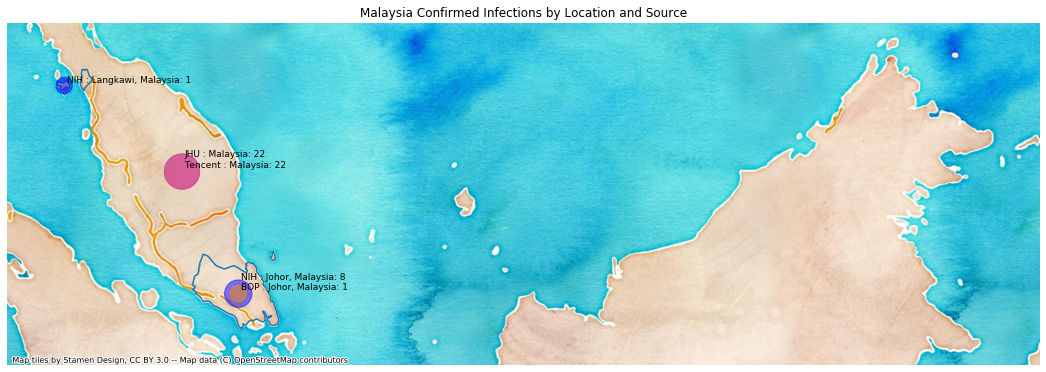 Malaysia Confirmed Infections by Location and Source
NIH : Langkawi, Malaysia: 1
JHU : Malaysia: 22
Tencent : Malaysia: 22
NIH : Johor, Malaysia: 8
BOP : Johor, Malaysia: 1
Map tiles by Stamen Design, CC BY 3.0 -- Map data (C) OpenStreetMap contributors